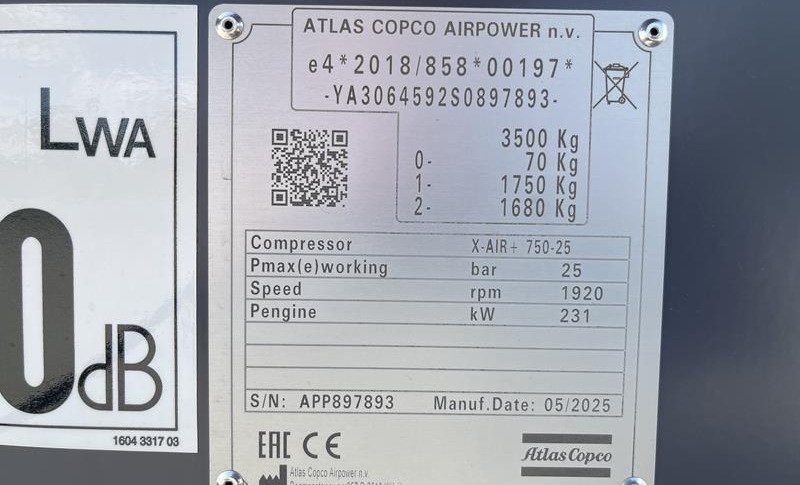 LWA
0dB
1604 3317 03
ATLAS COPCO AIRPOWER n.v.
e4*2018/858*00197*
-YA3064592S0897893-
3500 Kg
0- 70 Kg
1- 1750 Kg
2- 1680 Kg
Compressor X-AIR+ 750-25
Pmax(e)working bar 25
Speed rpm 1920
Pengine kW 231
S/N: APP897893 Manuf.Date: 05/2025
EAC CE
Atlas Copco
Atlas Copco Airpower n.v.